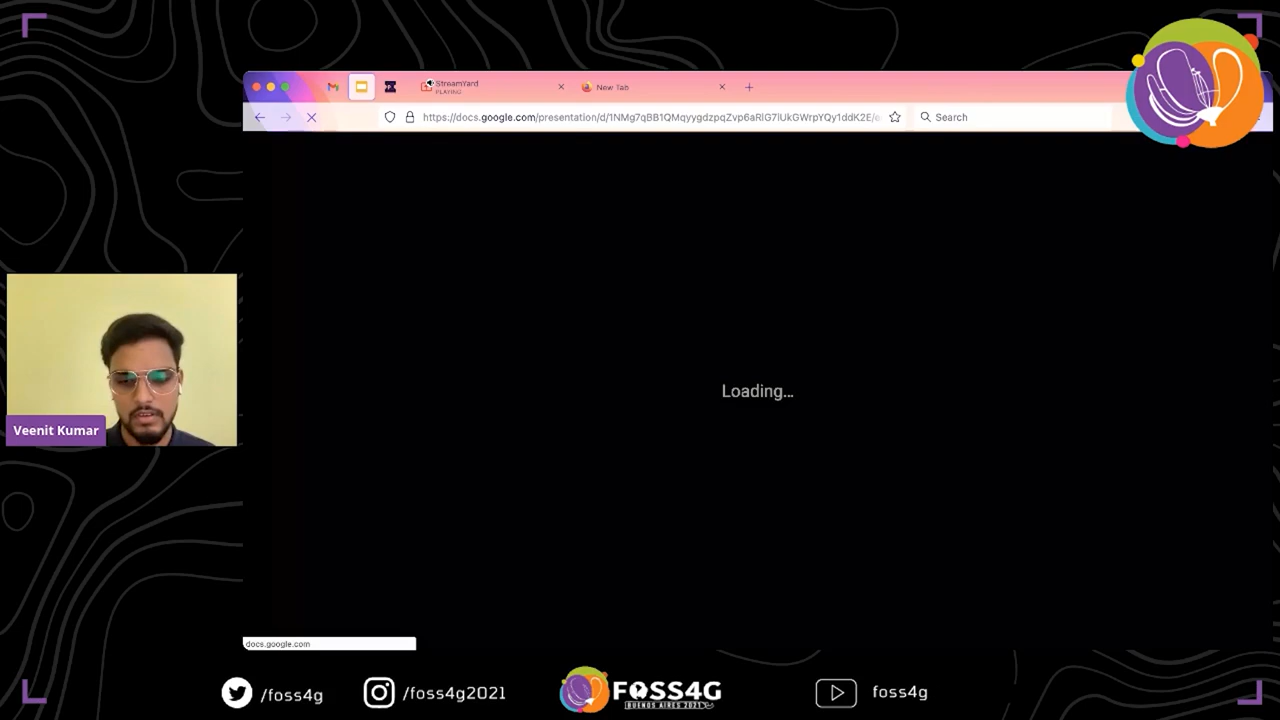 StreamYard
PLAYING
New Tab
https://docs.google.com/presentation/d/1NMg7qBB1QMqyygdzpqZvp6aRlG7lUkGWrpYQy1ddK2E/e
Search
Loading...
Veenit Kumar
docs.google.com
/foss4g
/foss4g2021
FOSS4G
BUENOS AIRES 2021
foss4g